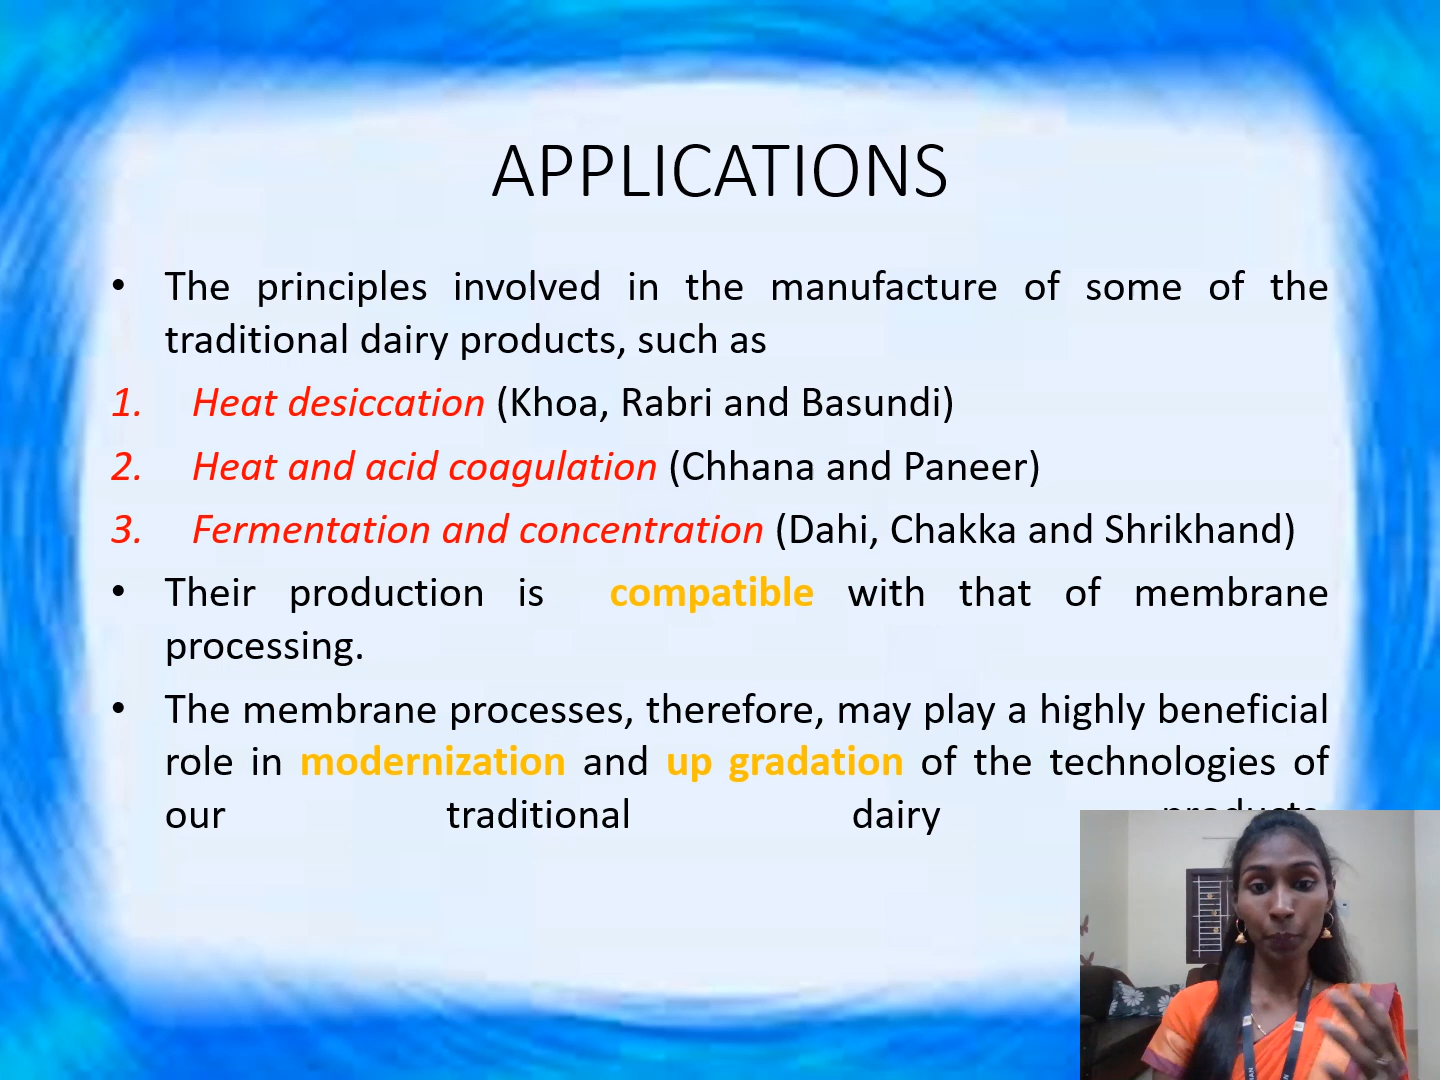 APPLICATIONS
• The principles involved in the manufacture of some of the
traditional dairy products, such as
1. Heat desiccation (Khoa, Rabri and Basundi)
2. Heat and acid coagulation (Chhana and Paneer)
3. Fermentation and concentration (Dahi, Chakka and Shrikhand)
• Their production is compatible with that of membrane
processing.
• The membrane processes, therefore, may play a highly beneficial
role in modernization and up gradation of the technologies of
our traditional dairy products